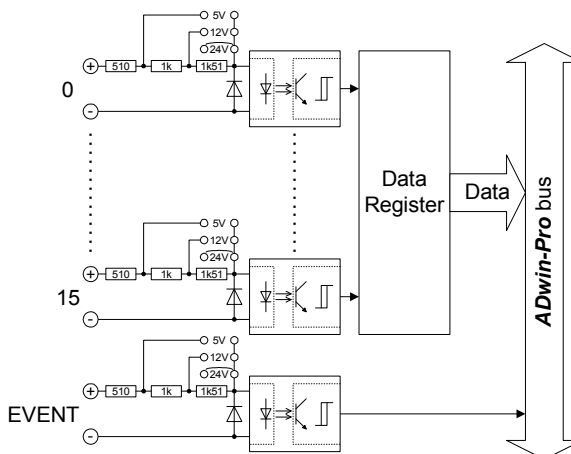 5V
12V
24V
+ 510 1k 1k51
0
-
Data
Register
Data
ADwin-Pro bus
5V
12V
24V
+ 510 1k 1k51
15
-
5V
12V
24V
+ 510 1k 1k51
EVENT
-